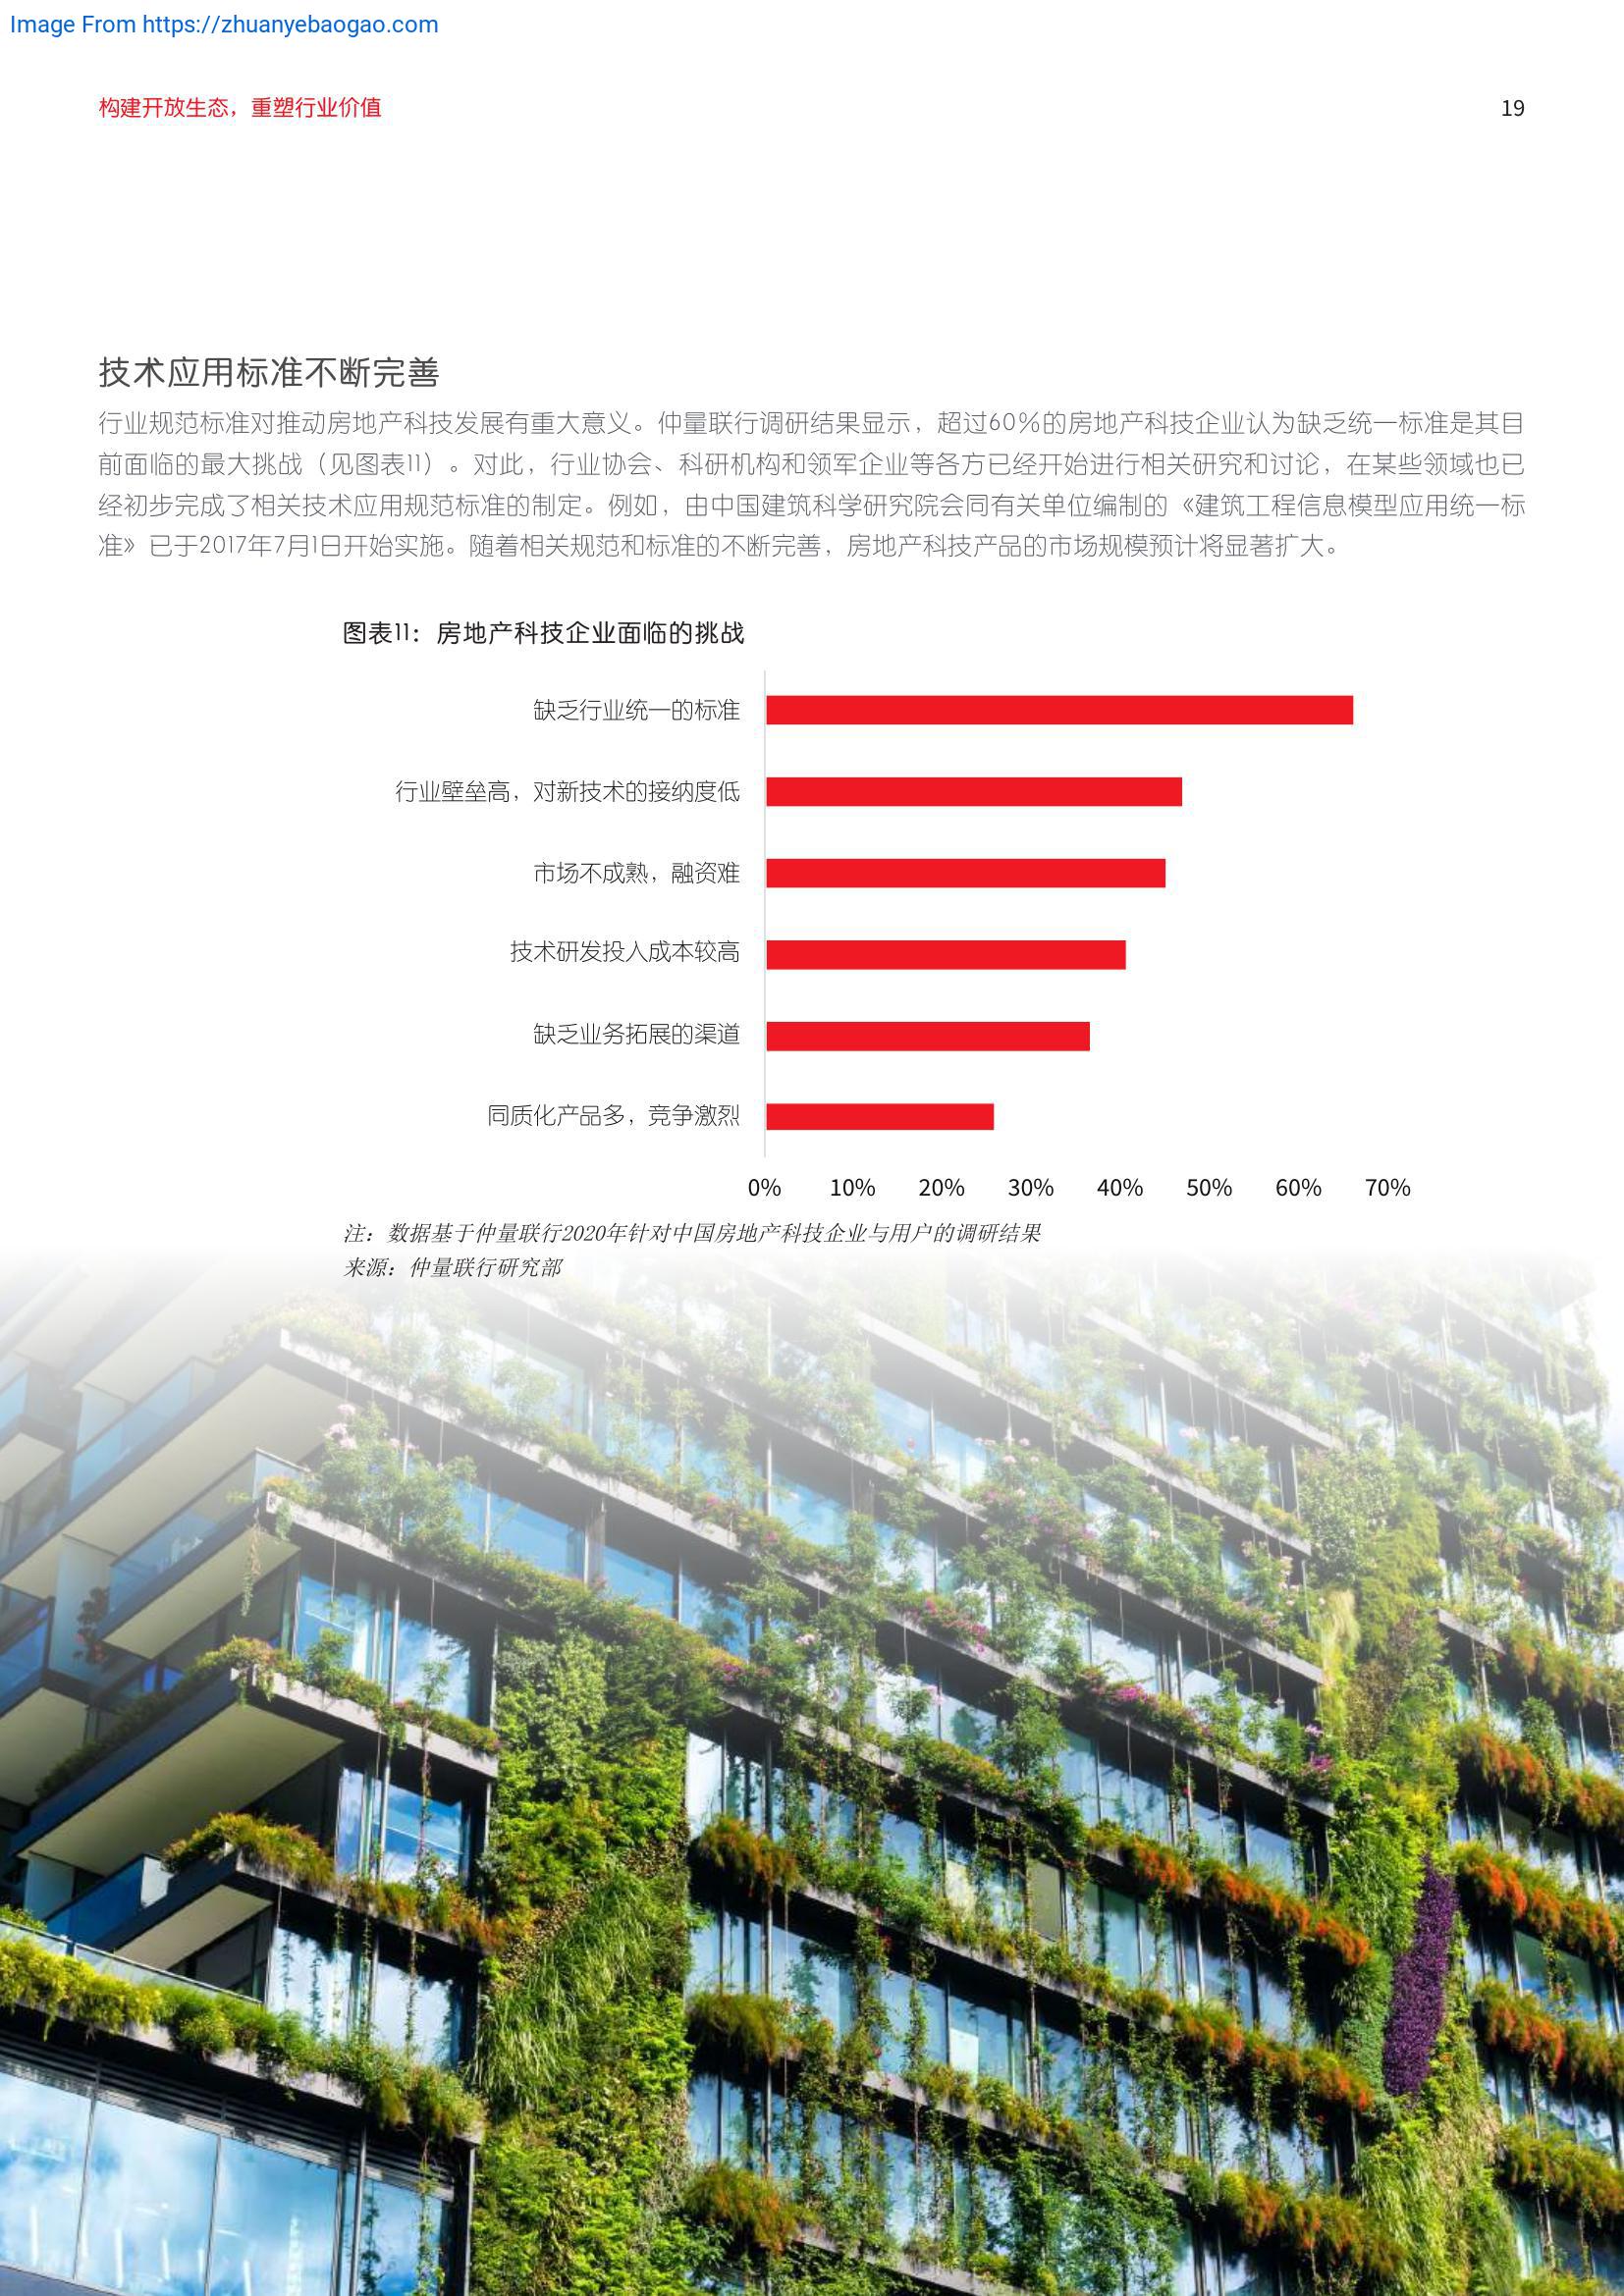 Image From https://zhuanyebaogao.com
构建开放生态，重塑行业价值
19
技术应用标准不断完善
行业规范标准对推动房地产科技发展有重大意义。仲量联行调研结果显示，超过60%的房地产科技企业认为缺乏统一标准是其目
前面临的最大挑战（见图表11）。对此，行业协会、科研机构和领军企业等各方已经开始进行相关研究和讨论，在某些领域也已
经初步完成了相关技术应用规范标准的制定。例如，由中国建筑科学研究院会同有关单位编制的《建筑工程信息模型应用统一标
准》已于2017年7月1日开始实施。随着相关规范和标准的不断完善，房地产科技产品的市场规模预计将显著扩大。
图表11：房地产科技企业面临的挑战
缺乏行业统一的标准
行业壁垒高，对新技术的接纳度低
市场不成熟，融资难
技术研发投入成本较高
缺乏业务拓展的渠道
同质化产品多，竞争激烈
0% 10% 20% 30% 40% 50% 60% 70%
注：数据基于仲量联行2020年针对中国房地产科技企业与用户的调研结果
来源：仲量联行研究部